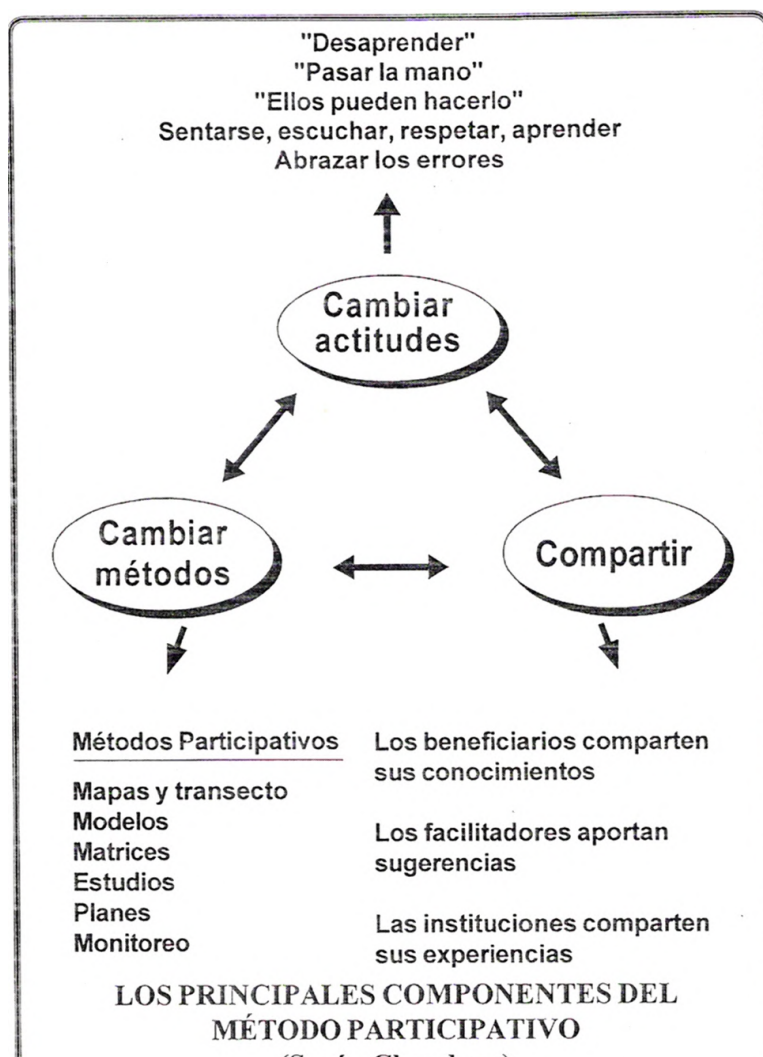 "Desaprender"
"Pasar la mano"
"Ellos pueden hacerlo"
Sentarse, escuchar, respetar, aprender
Abrazar los errores
Cambiar
actitudes
Cambiar
métodos
Compartir
Métodos Participativos
Mapas y transecto
Modelos
Matrices
Estudios
Planes
Monitoreo
Los beneficiarios comparten
sus conocimientos
Los facilitadores aportan
sugerencias
Las instituciones comparten
sus experiencias
LOS PRINCIPALES COMPONENTES DEL
MÉTODO PARTICIPATIVO